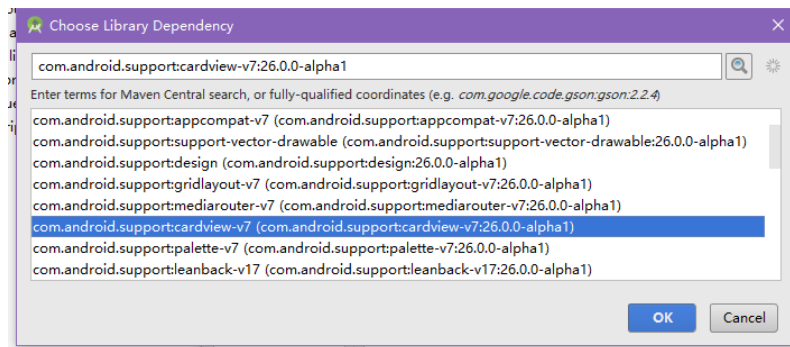 Choose Library Dependency
com.android.support:cardview-v7:26.0.0-alpha1
Enter terms for Maven Central search, or fully-qualified coordinates (e.g. com.google.code.gson:gson:2.2.4)
com.android.support:appcompat-v7 (com.android.support:appcompat-v7:26.0.0-alpha1)
com.android.support:support-vector-drawable (com.android.support:support-vector-drawable:26.0.0-alpha1)
com.android.support:design (com.android.support:design:26.0.0-alpha1)
com.android.support:gridlayout-v7 (com.android.support:gridlayout-v7:26.0.0-alpha1)
com.android.support:mediarouter-v7 (com.android.support:mediarouter-v7:26.0.0-alpha1)
com.android.support:cardview-v7 (com.android.support:cardview-v7:26.0.0-alpha1)
com.android.support:palette-v7 (com.android.support:palette-v7:26.0.0-alpha1)
com.android.support:leanback-v17 (com.android.support:leanback-v17:26.0.0-alpha1)
OK
Cancel